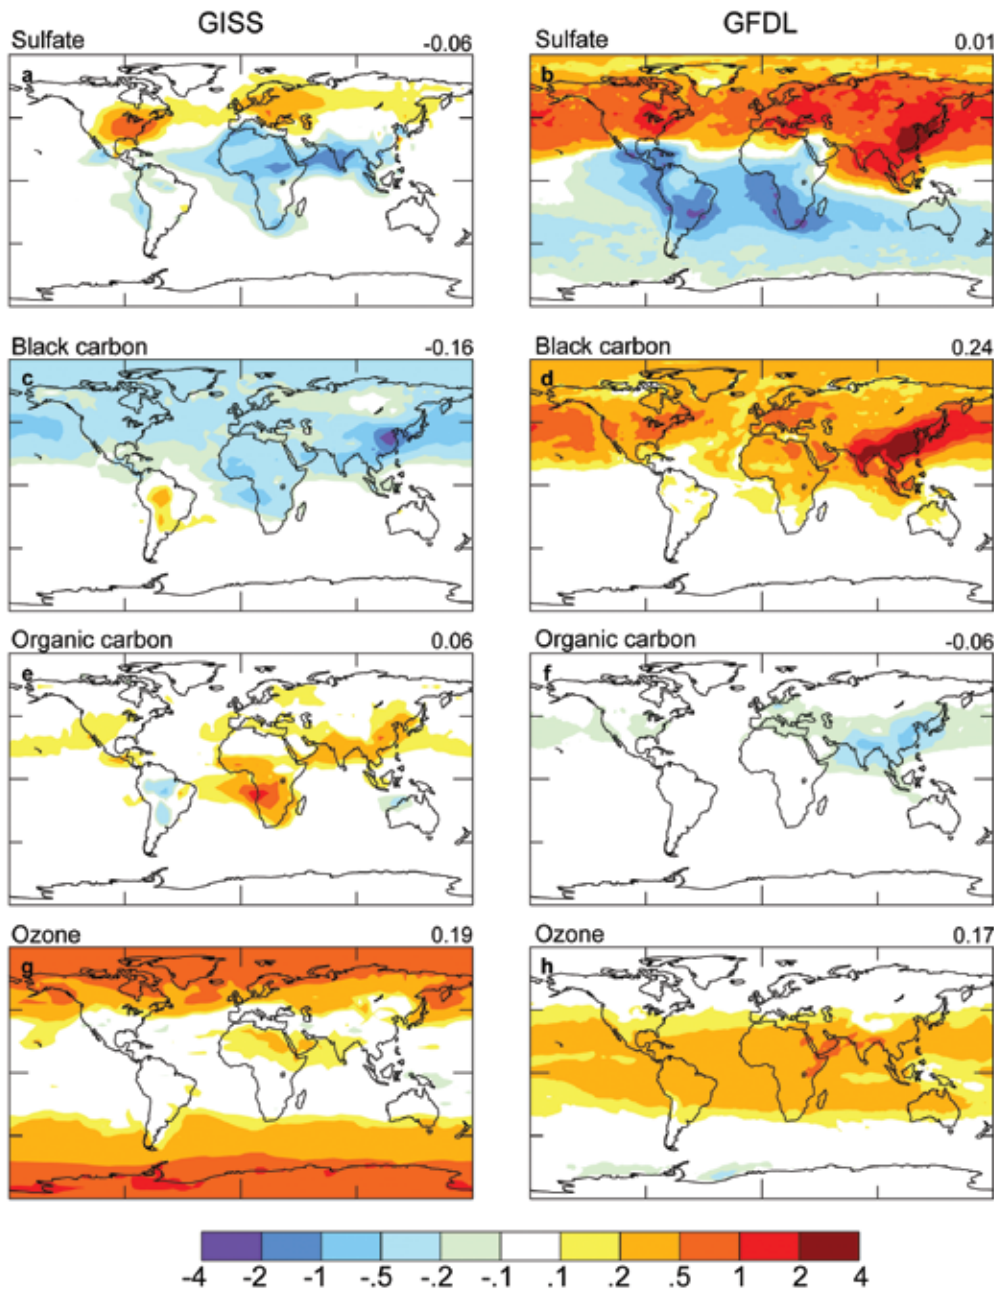 GISS GFDL
Sulfate -0.06 Sulfate 0.01
a b
Black carbon -0.16 Black carbon 0.24
c d
Organic carbon 0.06 Organic carbon -0.06
e f
Ozone 0.19 Ozone 0.17
g h
-4 -2 -1 -.5 -.2 -.1 .1 .2 .5 1 2 4